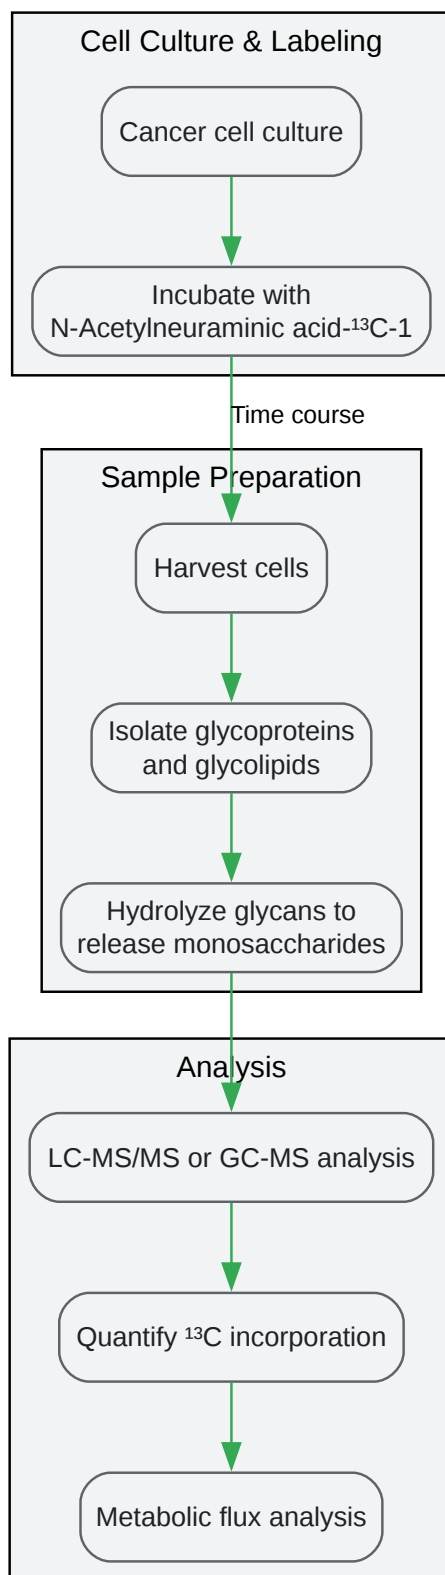 Cell Culture & Labeling
Cancer cell culture
Incubate with
N-Acetylneuraminic acid-¹³C-1
Time course
Sample Preparation
Harvest cells
Isolate glycoproteins
and glycolipids
Hydrolyze glycans to
release monosaccharides
Analysis
LC-MS/MS or GC-MS analysis
Quantify ¹³C incorporation
Metabolic flux analysis